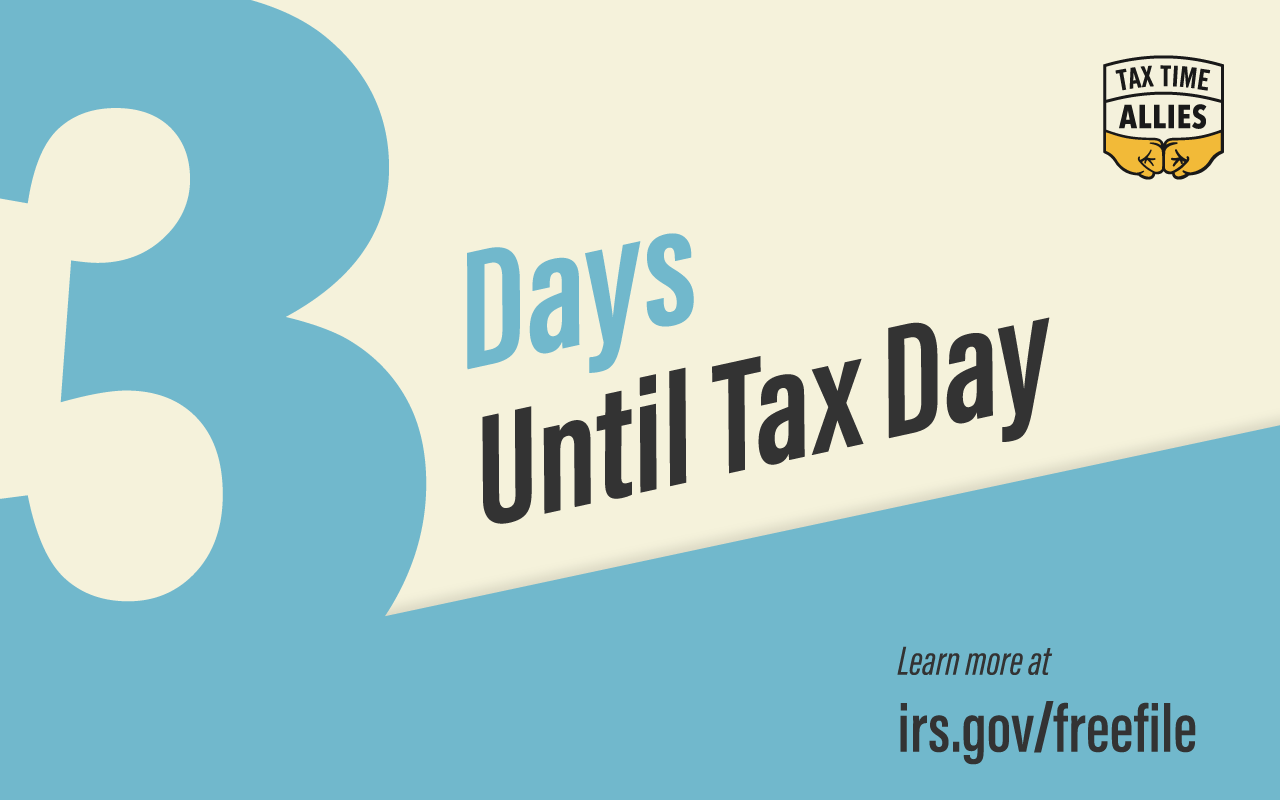 3
Days
Until Tax Day
TAX TIME
ALLIES
Learn more at
irs.gov/freefile